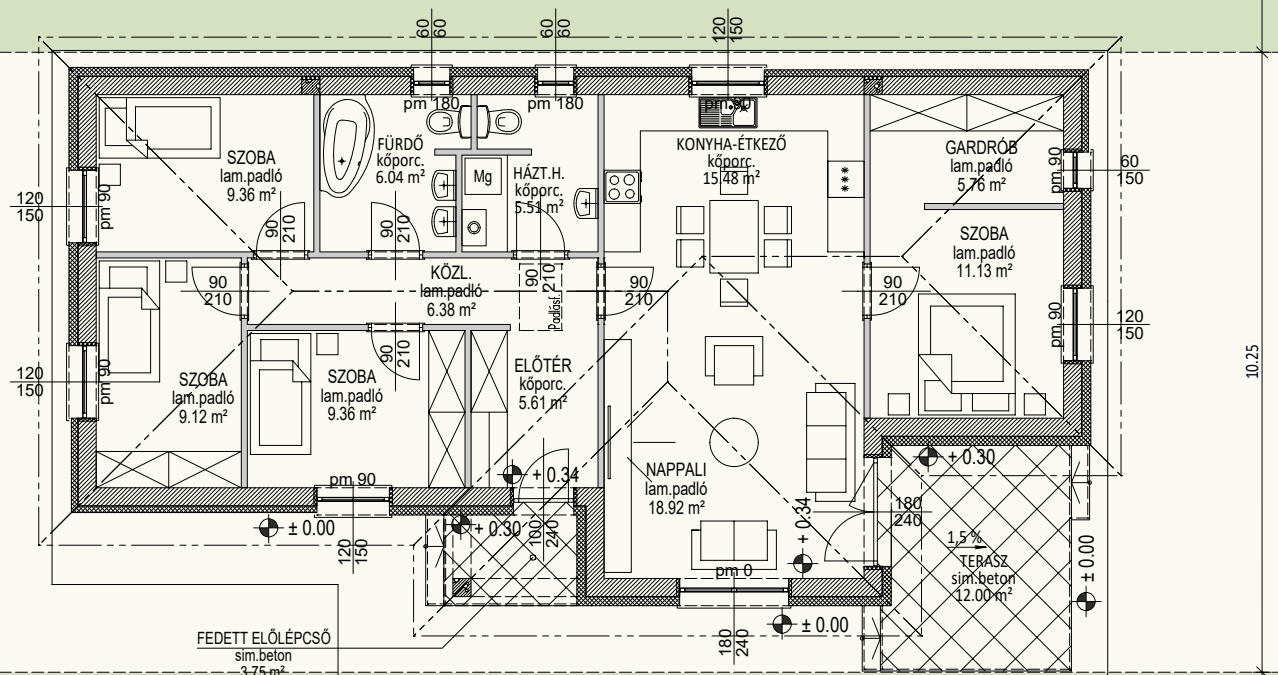 60
60
60
60
120
150
pm 180
pm 180
pm 90
SZOBA
lam.padló
9.36 m²
FÜRDŐ
kőporc.
6.04 m²
Mg
HÁZT.H.
kőporc.
5.51 m²
KONYHA-ÉTKEZŐ
kőporc.
15.48 m²
GARDRÓB
lam.padló
5.76 m²
pm 90
60
150
120
150
pm 90
90
210
90
210
90
210
SZOBA
lam.padló
11.13 m²
KÖZL.
lam.padló
6.38 m²
Padlásf.
90
210
90
210
90
210
pm 90
120
150
120
150
pm 90
SZOBA
lam.padló
9.12 m²
SZOBA
lam.padló
9.36 m²
90
210
ELŐTÉR
kőporc.
5.61 m²
10.25
NAPPALI
lam.padló
18.92 m²
+ 0.34
+ 0.30
pm 90
± 0.00
120
150
+ 0.30
100
240
+ 0.34
180
240
1,5 %
TERASZ
sim.beton
12.00 m²
± 0.00
pm 0
± 0.00
180
240
FEDETT ELŐLÉPCSŐ
sim.beton
3.75 m²